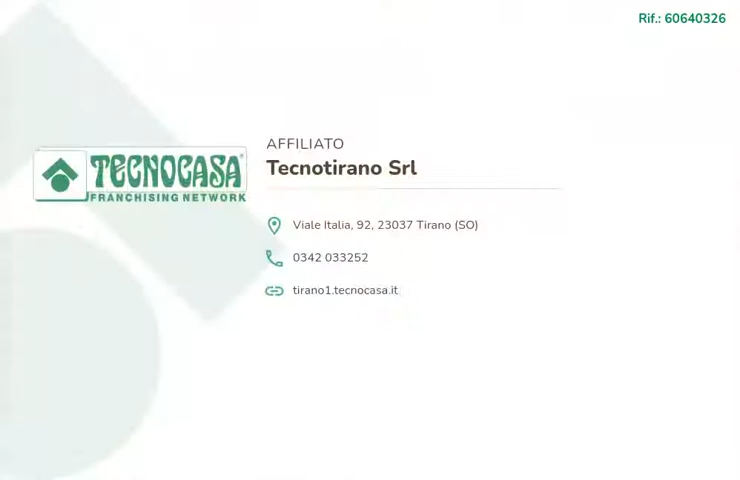 Rif.: 60640326
AFFILIATO
Tecnotirano Srl
TECNOCASA
FRANCHISING NETWORK
Viale Italia, 92, 23037 Tirano (SO)
0342 033252
tirano1.tecnocasa.it